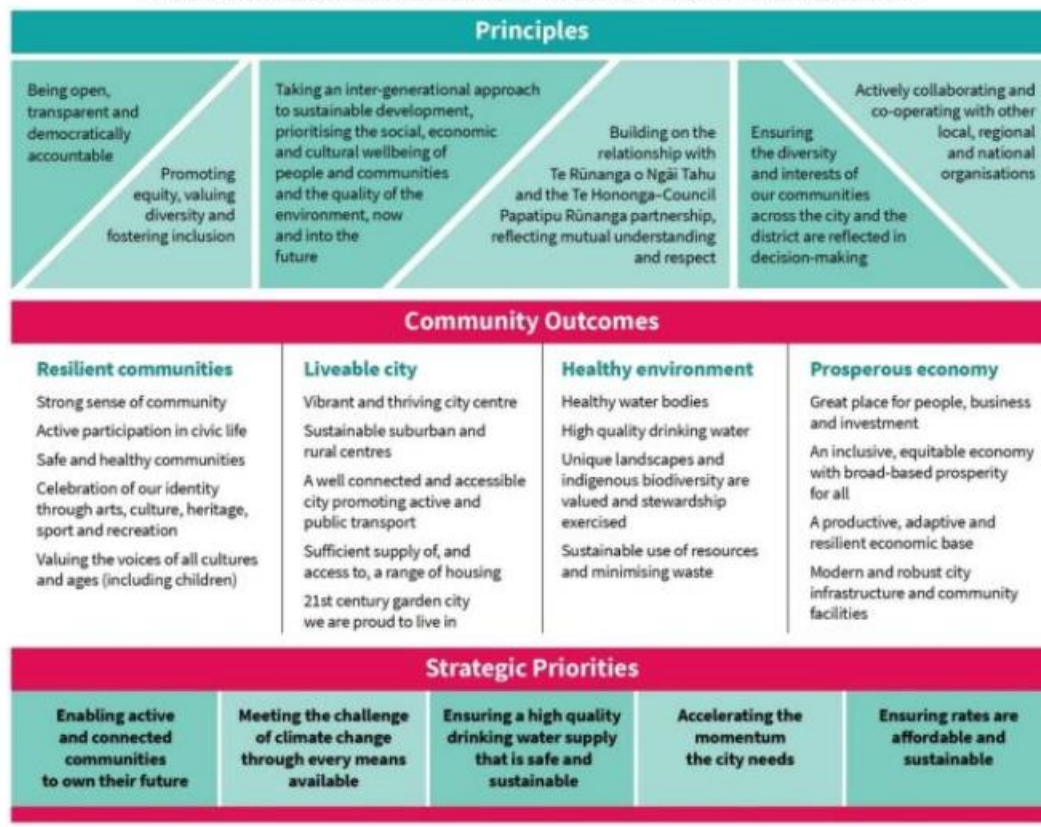 Principles
Being open,
transparent and
democratically
accountable
Promoting
equity, valuing
diversity and
fostering inclusion
Taking an inter-generational approach
to sustainable development,
prioritising the social, economic
and cultural wellbeing of
people and communities
and the quality of the
environment, now
and into the
future
Building on the
relationship with
Te Rūnanga o Ngāi Tahu
and the Te Hononga–Council
Papatipu Rūnanga partnership,
reflecting mutual understanding
and respect
Ensuring
the diversity
and interests of
our communities
across the city and the
district are reflected in
decision-making
Actively collaborating and
co-operating with other
local, regional
and national
organisations
Community Outcomes
Resilient communities
Strong sense of community
Active participation in civic life
Safe and healthy communities
Celebration of our identity
through arts, culture, heritage,
sport and recreation
Valuing the voices of all cultures
and ages (including children)
Liveable city
Vibrant and thriving city centre
Sustainable suburban and
rural centres
A well connected and accessible
city promoting active and
public transport
Sufficient supply of, and
access to, a range of housing
21st century garden city
we are proud to live in
Healthy environment
Healthy water bodies
High quality drinking water
Unique landscapes and
indigenous biodiversity are
valued and stewardship
exercised
Sustainable use of resources
and minimising waste
Prosperous economy
Great place for people, business
and investment
An inclusive, equitable economy
with broad-based prosperity
for all
A productive, adaptive and
resilient economic base
Modern and robust city
infrastructure and community
facilities
Strategic Priorities
Enabling active
and connected
communities
to own their future
Meeting the challenge
of climate change
through every means
available
Ensuring a high quality
drinking water supply
that is safe and
sustainable
Accelerating the
momentum
the city needs
Ensuring rates are
affordable and
sustainable